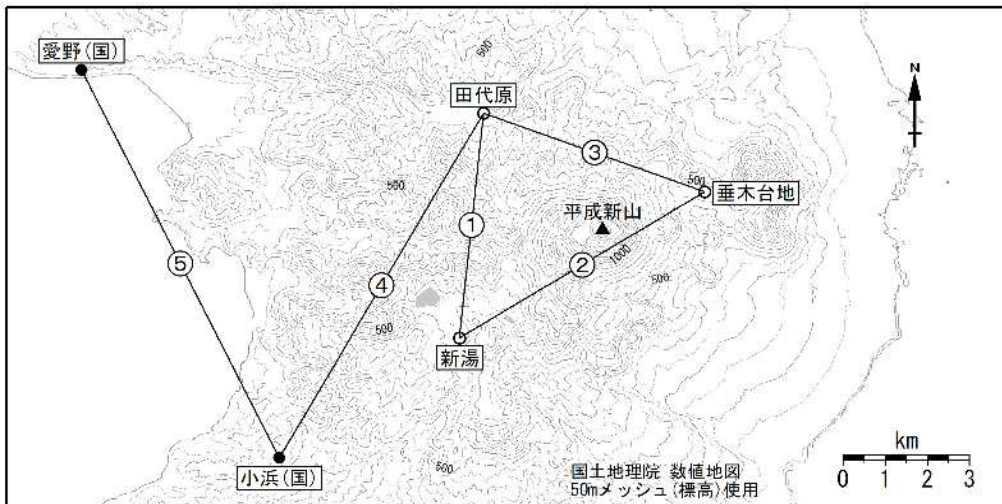 愛野(国)
500
田代原
N
③
500
500
垂木台地
平成新山
①
⑤
②
1000
500
④
500
新湯
km
小浜(国)
500
国土地理院 数値地図
50mメッシュ(標高)使用
0 1 2 3